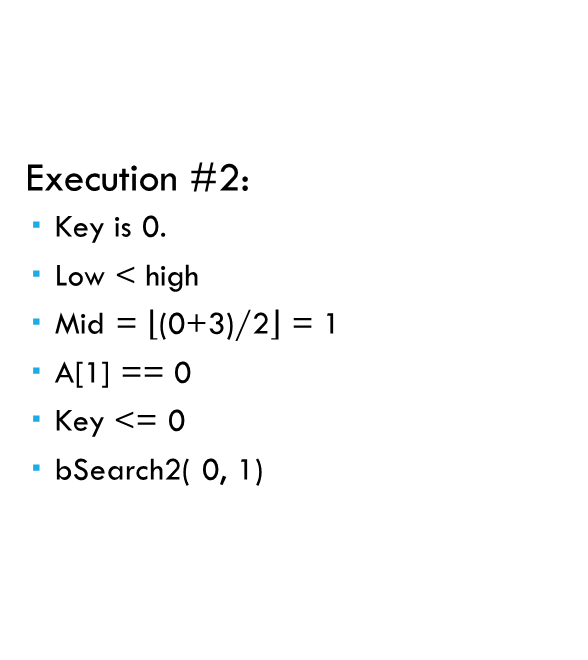 Execution #2:
▪ Key is 0.
▪ Low < high
▪ Mid = ⌊(0+3)/2⌋ = 1
▪ A[1] == 0
▪ Key <= 0
▪ bSearch2( 0, 1)